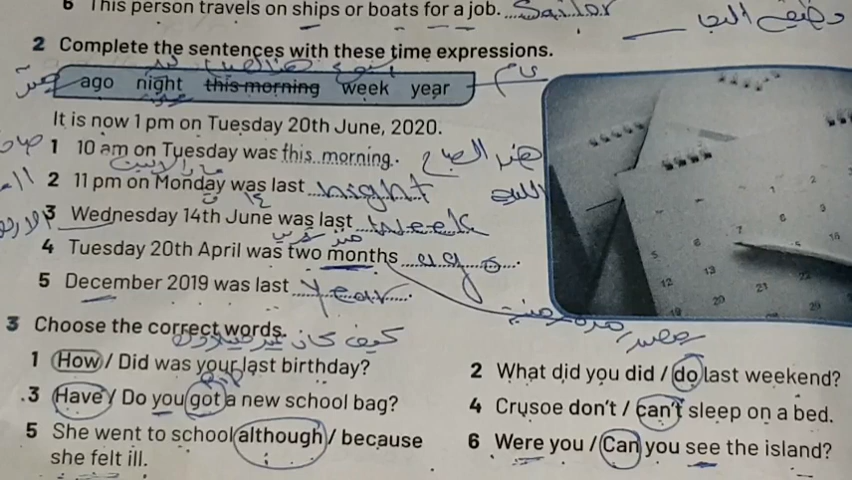 6 This person travels on ships or boats for a job. Sailor
2 Complete the sentences with these time expressions.
ago night this morning week year عام
It is now 1 pm on Tuesday 20th June, 2020.
1 10 am on Tuesday was this morning. هذا الصباح
2 11 pm on Monday was last night
3 Wednesday 14th June was last week
4 Tuesday 20th April was two months ago.
5 December 2019 was last year.
3 Choose the correct words.
كيف كان
1 How / Did was your last birthday?
2 What did you did / do last weekend?
3 Have / Do you got a new school bag?
4 Crusoe don't / can't sleep on a bed.
5 She went to school although / because
she felt ill.
6 Were you / Can you see the island?